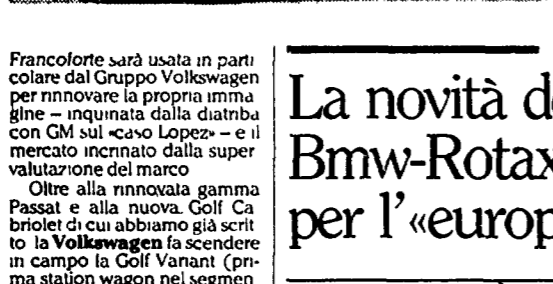 Francoforte sarà usata in parti
colare dal Gruppo Volkswagen
per rinnovare la propria imma
gine – inquinata dalla diatriba
con GM sul «caso Lopez» – e il
mercato incrinato dalla super
valutazione del marco
Oltre alla rinnovata gamma
Passat e alla nuova Golf Ca
briolet di cui abbiamo già scrit
to la Volkswagen fa scendere
in campo la Golf Variant (pri-
ma station wagon nel segmen
La novità d
Bmw-Rotax
per l'«europ